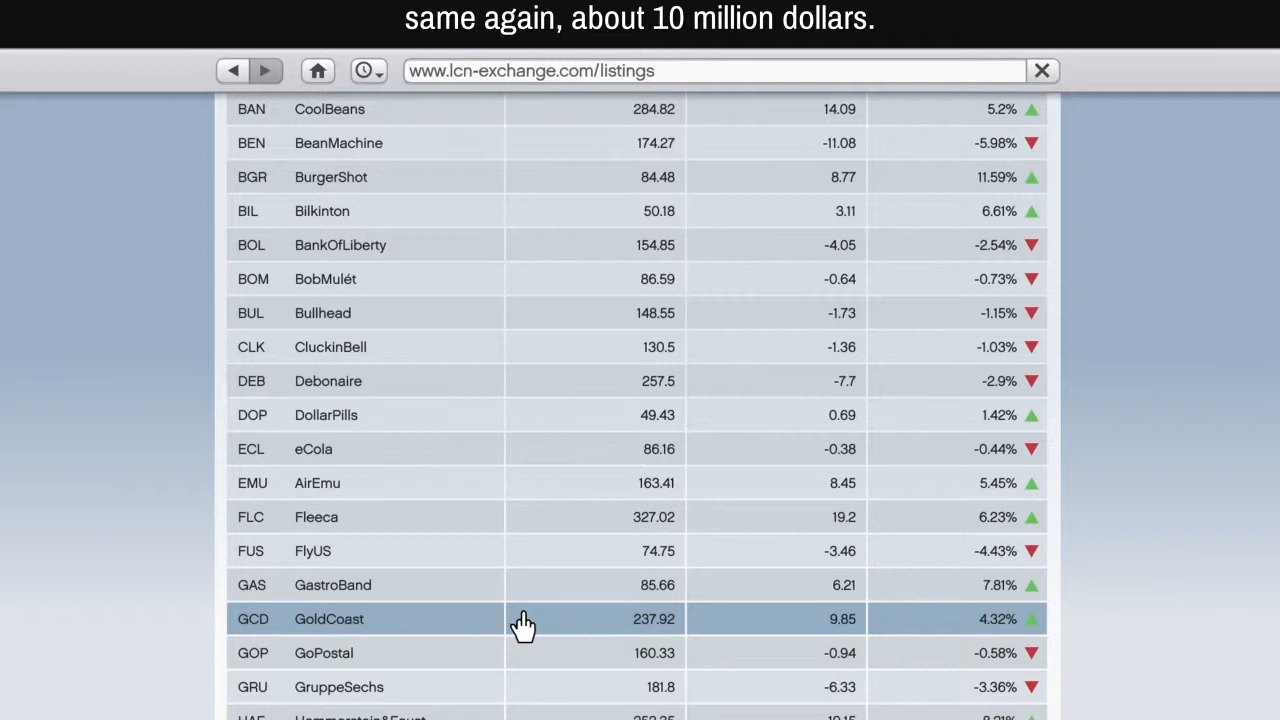 same again, about 10 million dollars.
www.lcn-exchange.com/listings
BAN CoolBeans 284.82 14.09 5.2%
BEN BeanMachine 174.27 -11.08 -5.98%
BGR BurgerShot 84.48 8.77 11.59%
BIL Bilkinton 50.18 3.11 6.61%
BOL BankOfLiberty 154.85 -4.05 -2.54%
BOM BobMulét 86.59 -0.64 -0.73%
BUL Bullhead 148.55 -1.73 -1.15%
CLK CluckinBell 130.5 -1.36 -1.03%
DEB Debonaire 257.5 -7.7 -2.9%
DOP DollarPills 49.43 0.69 1.42%
ECL eCola 86.16 -0.38 -0.44%
EMU AirEmu 163.41 8.45 5.45%
FLC Fleeca 327.02 19.2 6.23%
FUS FlyUS 74.75 -3.46 -4.43%
GAS GastroBand 85.66 6.21 7.81%
GCD GoldCoast 237.92 9.85 4.32%
GOP GoPostal 160.33 -0.94 -0.58%
GRU GruppeSechs 181.8 -6.33 -3.36%